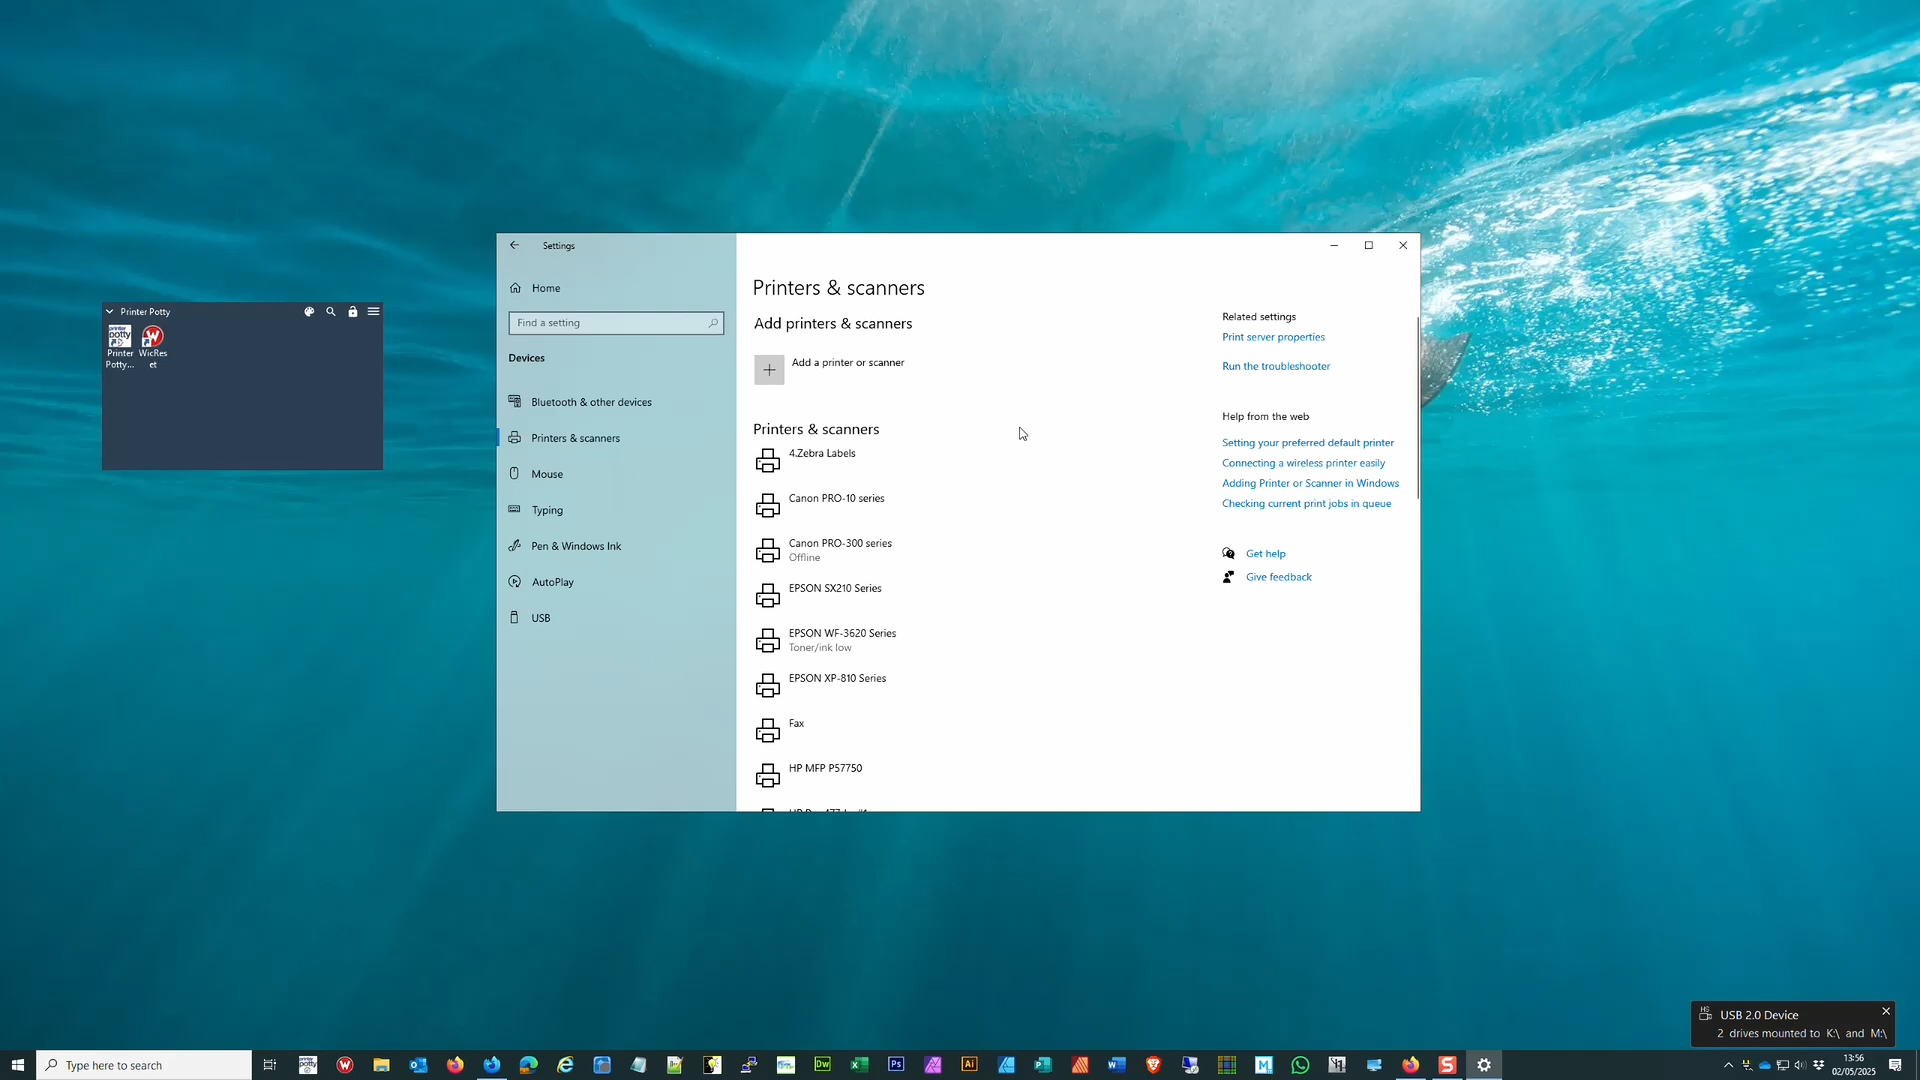 Printer Potty
Printer
Potty...
WicRes
et
Settings
Home
Find a setting
Devices
Bluetooth & other devices
Printers & scanners
Mouse
Typing
Pen & Windows Ink
AutoPlay
USB
Printers & scanners
Add printers & scanners
Add a printer or scanner
Printers & scanners
4.Zebra Labels
Canon PRO-10 series
Canon PRO-300 series
Offline
EPSON SX210 Series
EPSON WF-3620 Series
Toner/ink low
EPSON XP-810 Series
Fax
HP MFP P57750
Related settings
Print server properties
Run the troubleshooter
Help from the web
Setting your preferred default printer
Connecting a wireless printer easily
Adding Printer or Scanner in Windows
Checking current print jobs in queue
Get help
Give feedback
USB 2.0 Device
2 drives mounted to K:\ and M:\
Type here to search
13:56
02/05/2025